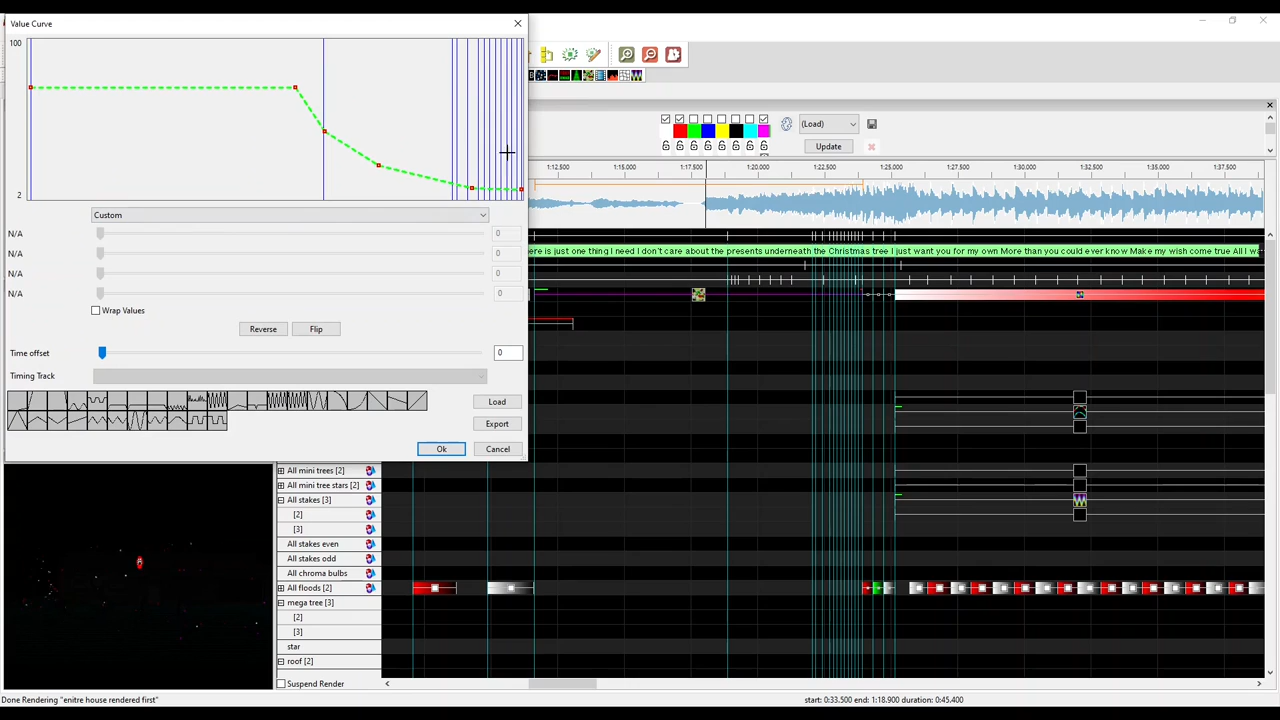 Value Curve
100
2
Custom
N/A
0
N/A
0
N/A
0
N/A
0
Wrap Values
Reverse
Flip
Time offset
0
Timing Track
Load
Export
Ok
Cancel
(Load)
Update
1:12.500
1:15.000
1:17.500
1:20.000
1:22.500
1:25.000
1:27.500
1:30.000
1:32.500
1:35.000
1:37.500
ere is just one thing I need I don't care about the presents underneath the Christmas tree I just want you for my own More than you could ever know Make my wish come true All I w
All mini trees [2]
All mini tree stars [2]
All stakes [3]
[2]
[3]
All stakes even
All stakes odd
All chroma bulbs
All floods [2]
mega tree [3]
[2]
[3]
star
roof [2]
Suspend Render
Done Rendering "enitre house rendered first"
start: 0:33.500 end: 1:18.900 duration: 0:45.400